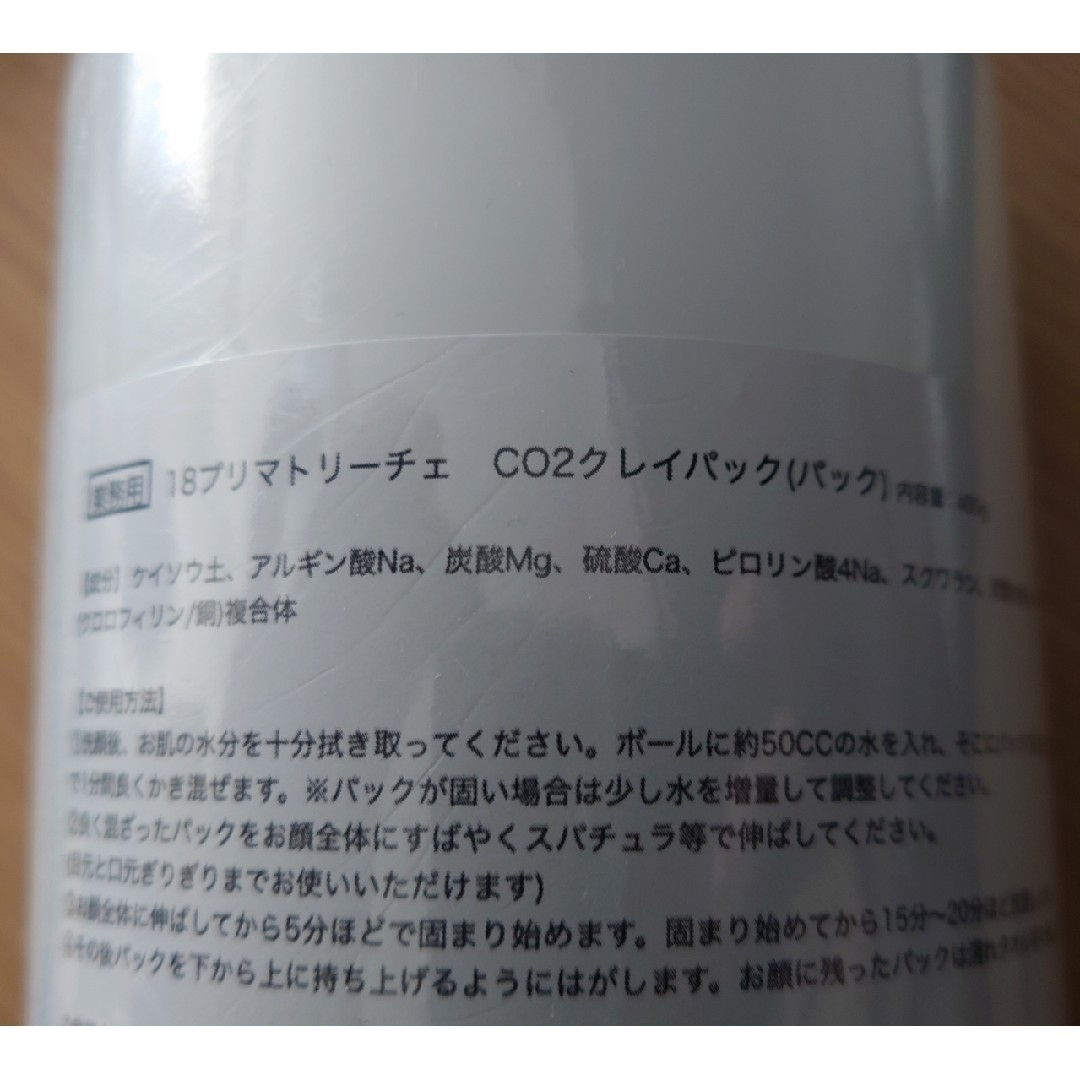 業務用 18プリマトリーチェ CO2クレイパック(パック) 内容量
【成分】ケイソウ土、アルギン酸Na、炭酸Mg、硫酸Ca、ピロリン酸4Na、スクワラン、
(クロロフィリン/銅)複合体
【ご使用方法】
①洗顔後、お肌の水分を十分拭き取ってください。ボールに約50CCの水を入れ、そこに
で1分間良くかき混ぜます。※パックが固い場合は少し水を増量して調整してください。
②良く混ざったパックをお顔全体にすばやくスパチュラ等で伸ばしてください。
(目元と口元ぎりぎりまでお使いいただけます)
③お顔全体に伸ばしてから5分ほどで固まり始めます。固まり始めてから15分～20分ほど
④その後パックを下から上に持ち上げるようにはがします。お顔に残ったパックは濡れ